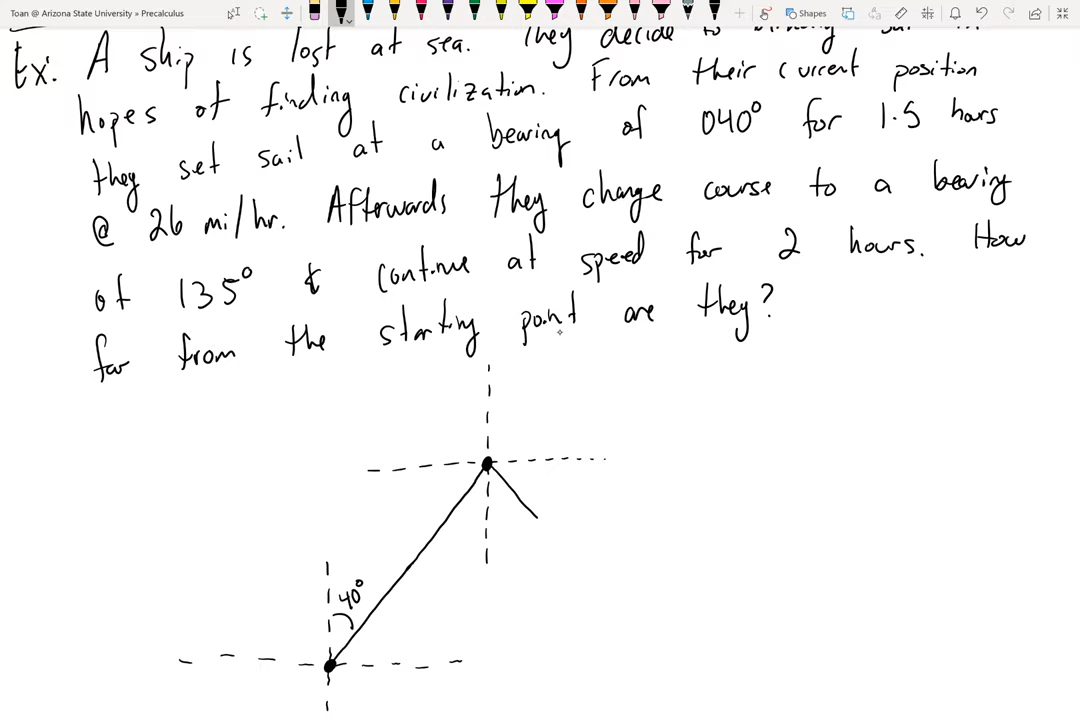 Toan @ Arizona State University » Precalculus
Shapes
Ex: A ship is lost at sea. They decide to
hopes of finding civilization. From their current position
they set sail at a bearing of 040° for 1.5 hours
@ 26 mi/hr. Afterwards they change course to a bearing
of 135° & continue at speed for 2 hours. How
far from the starting point are they?
40°